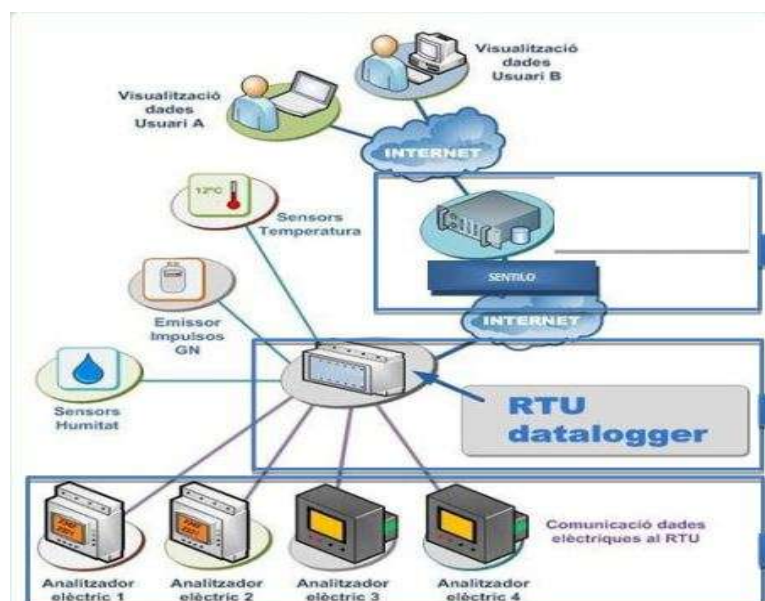 Visualització
dades
Usuari B
Visualització
dades
Usuari A
INTERNET
12ºC
Sensors
Temperatura
SENTILO
INTERNET
Emissor
Impulsos
GN
RTU
datalogger
Sensors
Humitat
Comunicació dades
elèctriques al RTU
Analitzador
elèctric 1
Analitzador
elèctric 2
Analitzador
elèctric 3
Analitzador
elèctric 4